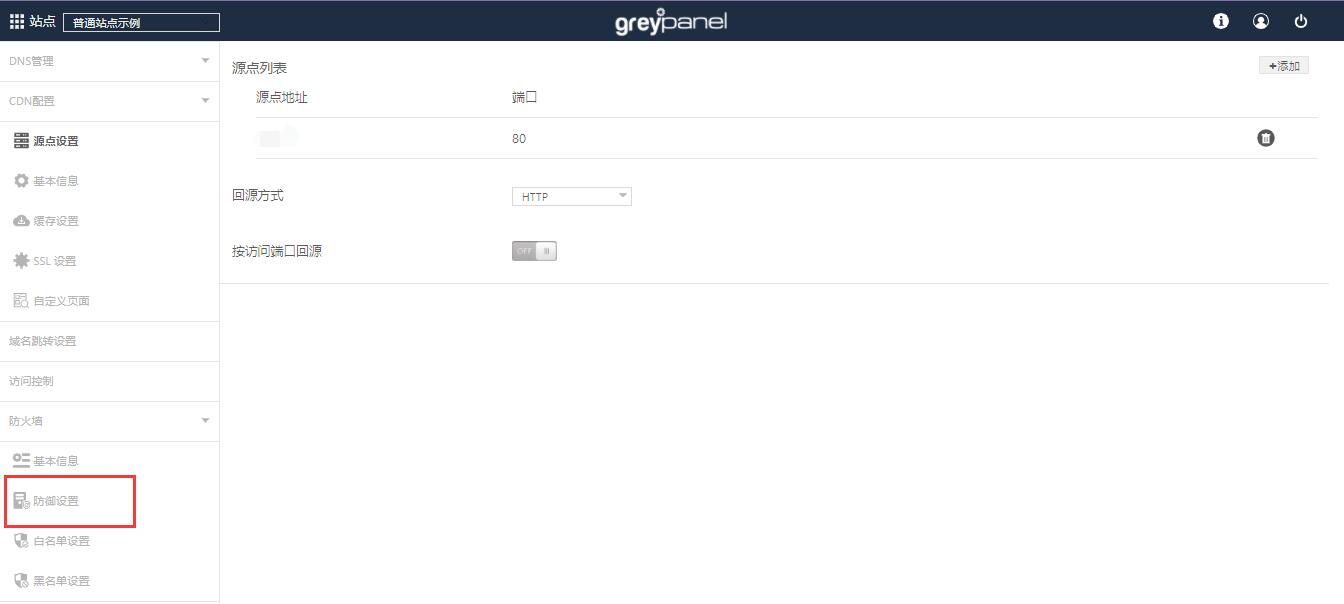 站点 普通站点示例
greypanel
DNS管理
CDN配置
源点设置
基本信息
缓存设置
SSL 设置
自定义页面
域名跳转设置
访问控制
防火墙
基本信息
防御设置
白名单设置
黑名单设置
源点列表
+添加
源点地址 端口
80
回源方式 HTTP
按访问端口回源 OFF